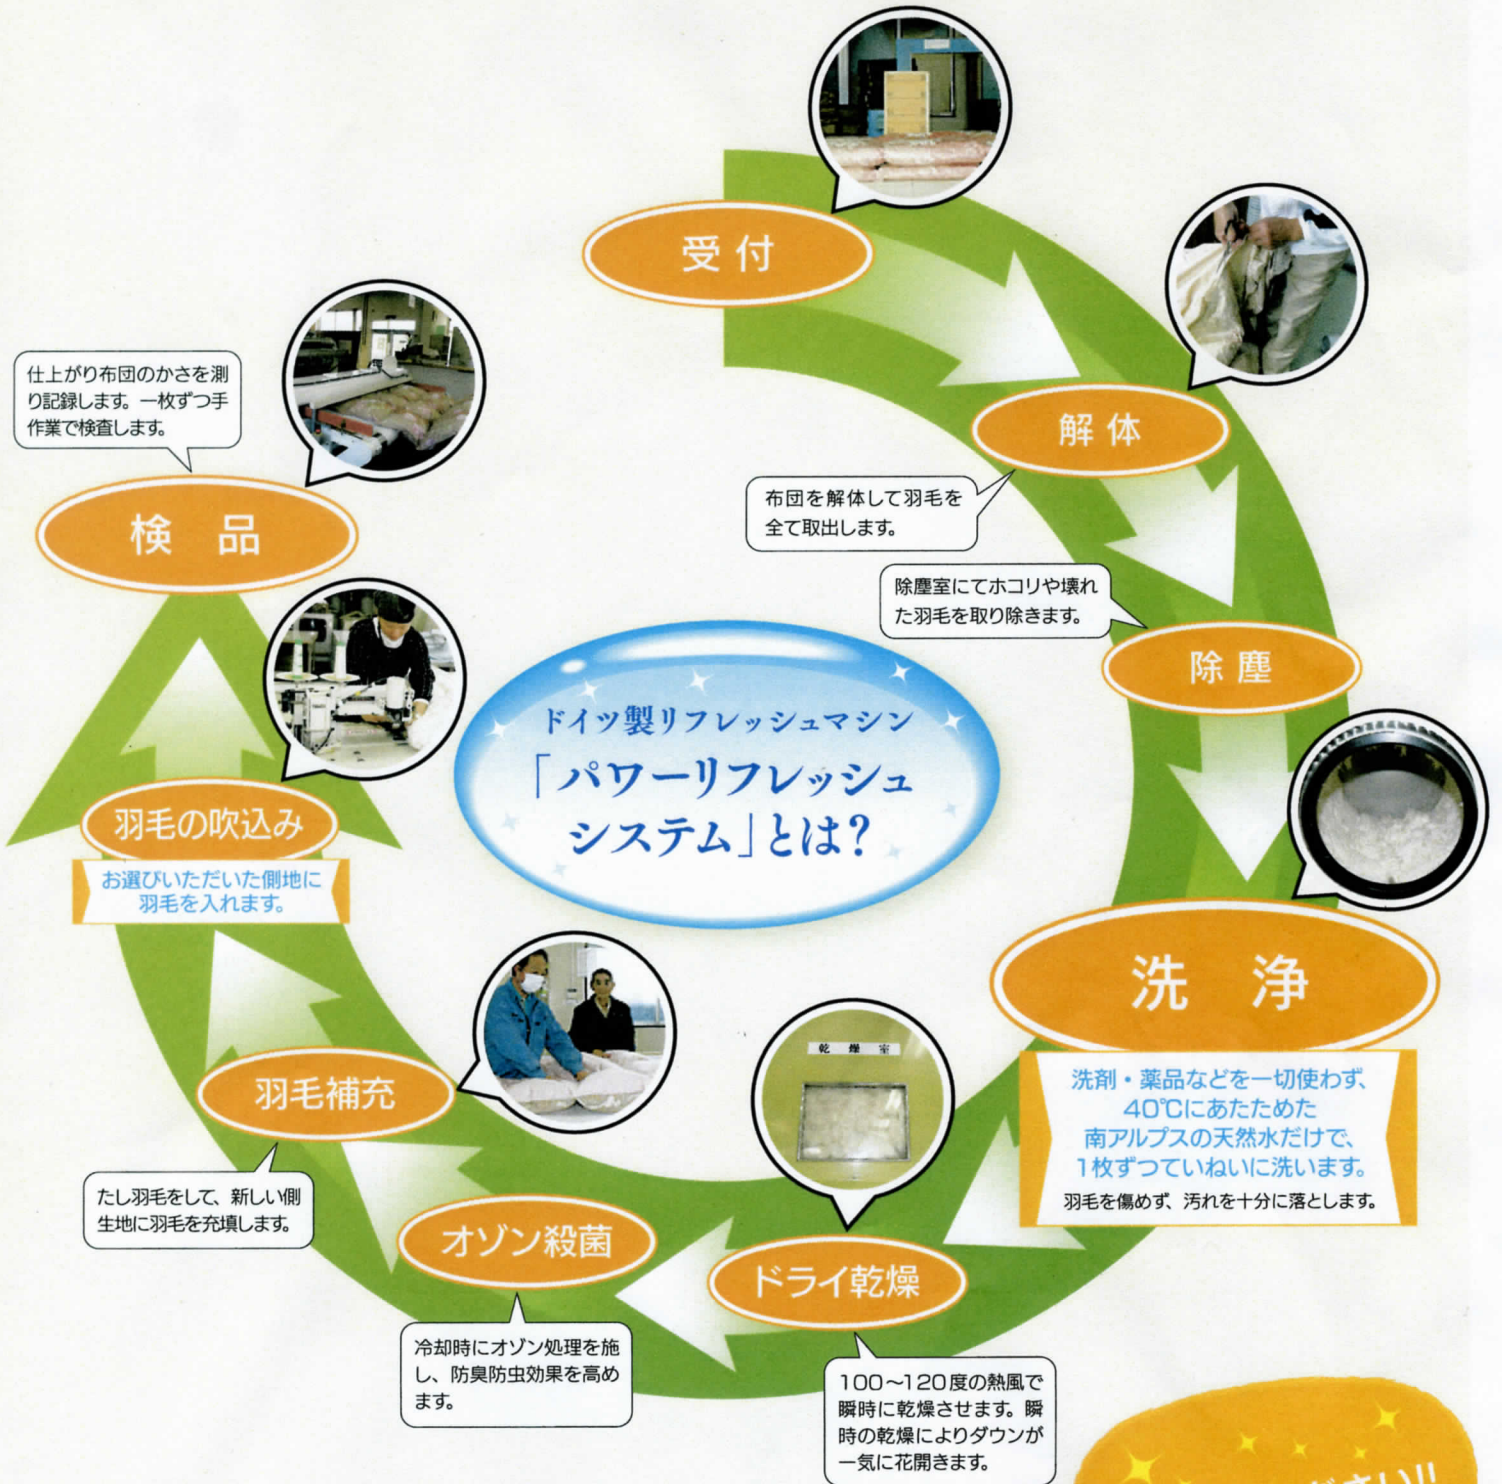 受付
解体
布団を解体して羽毛を
全て取出します。
除塵室にてホコリや壊れ
た羽毛を取り除きます。
除塵
洗浄
洗剤・薬品などを一切使わず、
40℃にあたためた
南アルプスの天然水だけで、
1枚ずつていねいに洗います。
羽毛を傷めず、汚れを十分に落とします。
乾燥室
ドライ乾燥
100〜120度の熱風で
瞬時に乾燥させます。瞬
時の乾燥によりダウンが
一気に花開きます。
オゾン殺菌
冷却時にオゾン処理を施
し、防臭防虫効果を高め
ます。
羽毛補充
たし羽毛をして、新しい側
生地に羽毛を充填します。
羽毛の吹込み
お選びいただいた側地に
羽毛を入れます。
検品
仕上がり布団のかさを測
り記録します。一枚ずつ手
作業で検査します。
ドイツ製リフレッシュマシン
「パワーリフレッシュ
システム」とは?